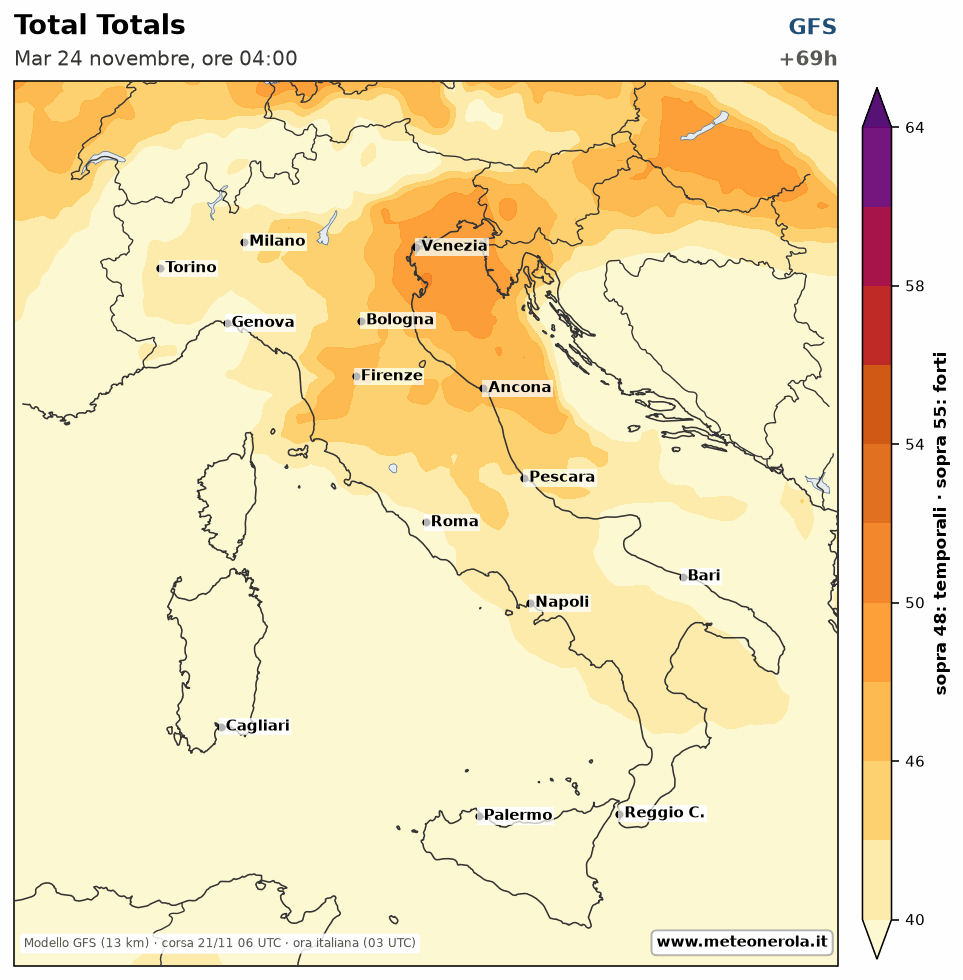 Total Totals
GFS
Mar 24 novembre, ore 04:00
+69h
64
58
54
50
46
40
sopra 48: temporali · sopra 55: forti
Milano
Venezia
Torino
Genova
Bologna
Firenze
Ancona
Pescara
Roma
Bari
Napoli
Cagliari
Palermo
Reggio C.
Modello GFS (13 km) · corsa 21/11 06 UTC · ora italiana (03 UTC)
www.meteonerola.it